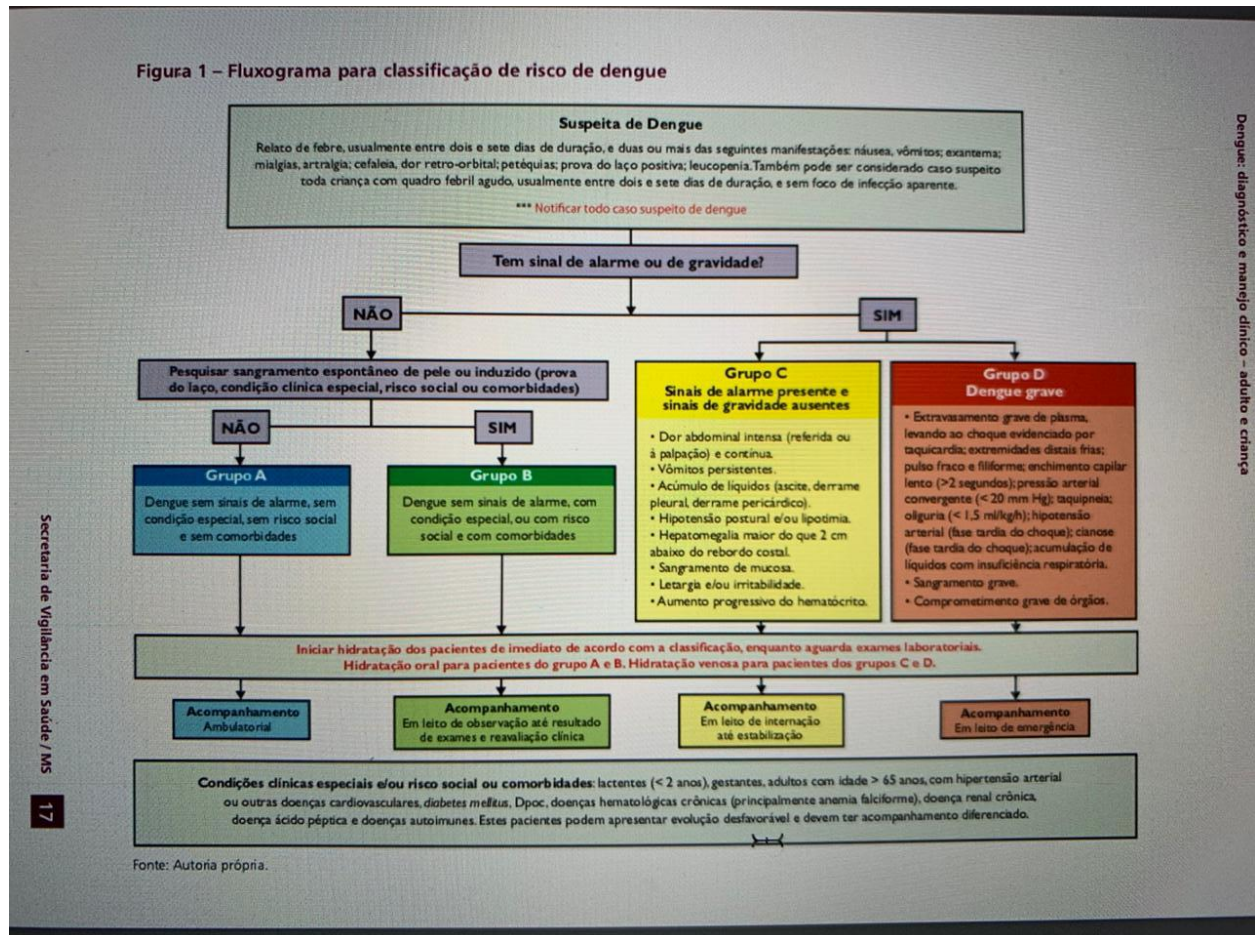 Figura 1 – Fluxograma para classificação de risco de dengue
Suspeita de Dengue
Relato de febre, usualmente entre dois e sete dias de duração, e duas ou mais das seguintes manifestações: náusea, vômitos; exantema;
mialgias, artralgia; cefaleia, dor retro-orbital; petéquias; prova do laço positiva; leucopenia. Também pode ser considerado caso suspeito
toda criança com quadro febril agudo, usualmente entre dois e sete dias de duração, e sem foco de infecção aparente.
*** Notificar todo caso suspeito de dengue
Tem sinal de alarme ou de gravidade?
NÃO
SIM
Pesquisar sangramento espontâneo de pele ou induzido (prova
do laço, condição clínica especial, risco social ou comorbidades)
NÃO
SIM
Grupo A
Dengue sem sinais de alarme, sem
condição especial, sem risco social
e sem comorbidades
Grupo B
Dengue sem sinais de alarme, com
condição especial, ou com risco
social e com comorbidades
Grupo C
Sinais de alarme presente e
sinais de gravidade ausentes
• Dor abdominal intensa (referida ou
à palpação) e contínua.
• Vômitos persistentes.
• Acúmulo de líquidos (ascite, derrame
pleural, derrame pericárdico).
• Hipotensão postural e/ou lipotimia.
• Hepatomegalia maior do que 2 cm
abaixo do rebordo costal.
• Sangramento de mucosa.
• Letargia e/ou irritabilidade.
• Aumento progressivo do hematócrito.
Grupo D
Dengue grave
• Extravasamento grave de plasma,
levando ao choque evidenciado por
taquicardia; extremidades distais frias;
pulso fraco e filiforme; enchimento capilar
lento (>2 segundos); pressão arterial
convergente (< 20 mm Hg); taquipneia;
oliguria (< 1,5 ml/kg/h); hipotensão
arterial (fase tardia do choque); cianose
(fase tardia do choque); acumulação de
líquidos com insuficiência respiratória.
• Sangramento grave.
• Comprometimento grave de órgãos.
Iniciar hidratação dos pacientes de imediato de acordo com a classificação, enquanto aguarda exames laboratoriais.
Hidratação oral para pacientes do grupo A e B. Hidratação venosa para pacientes dos grupos C e D.
Acompanhamento
Ambulatorial
Acompanhamento
Em leito de observação até resultado
de exames e reavaliação clínica
Acompanhamento
Em leito de internação
até estabilização
Acompanhamento
Em leito de emergência
Condições clínicas especiais e/ou risco social ou comorbidades: lactentes (< 2 anos), gestantes, adultos com idade > 65 anos, com hipertensão arterial
ou outras doenças cardiovasculares, diabetes mellitus, Dpoc, doenças hematológicas crônicas (principalmente anemia falciforme), doença renal crônica,
doença ácido péptica e doenças autoimunes. Estes pacientes podem apresentar evolução desfavorável e devem ter acompanhamento diferenciado.
Fonte: Autoria própria.
Dengue: diagnóstico e manejo clínico – adulto e criança
Secretaria de Vigilância em Saúde / MS
17